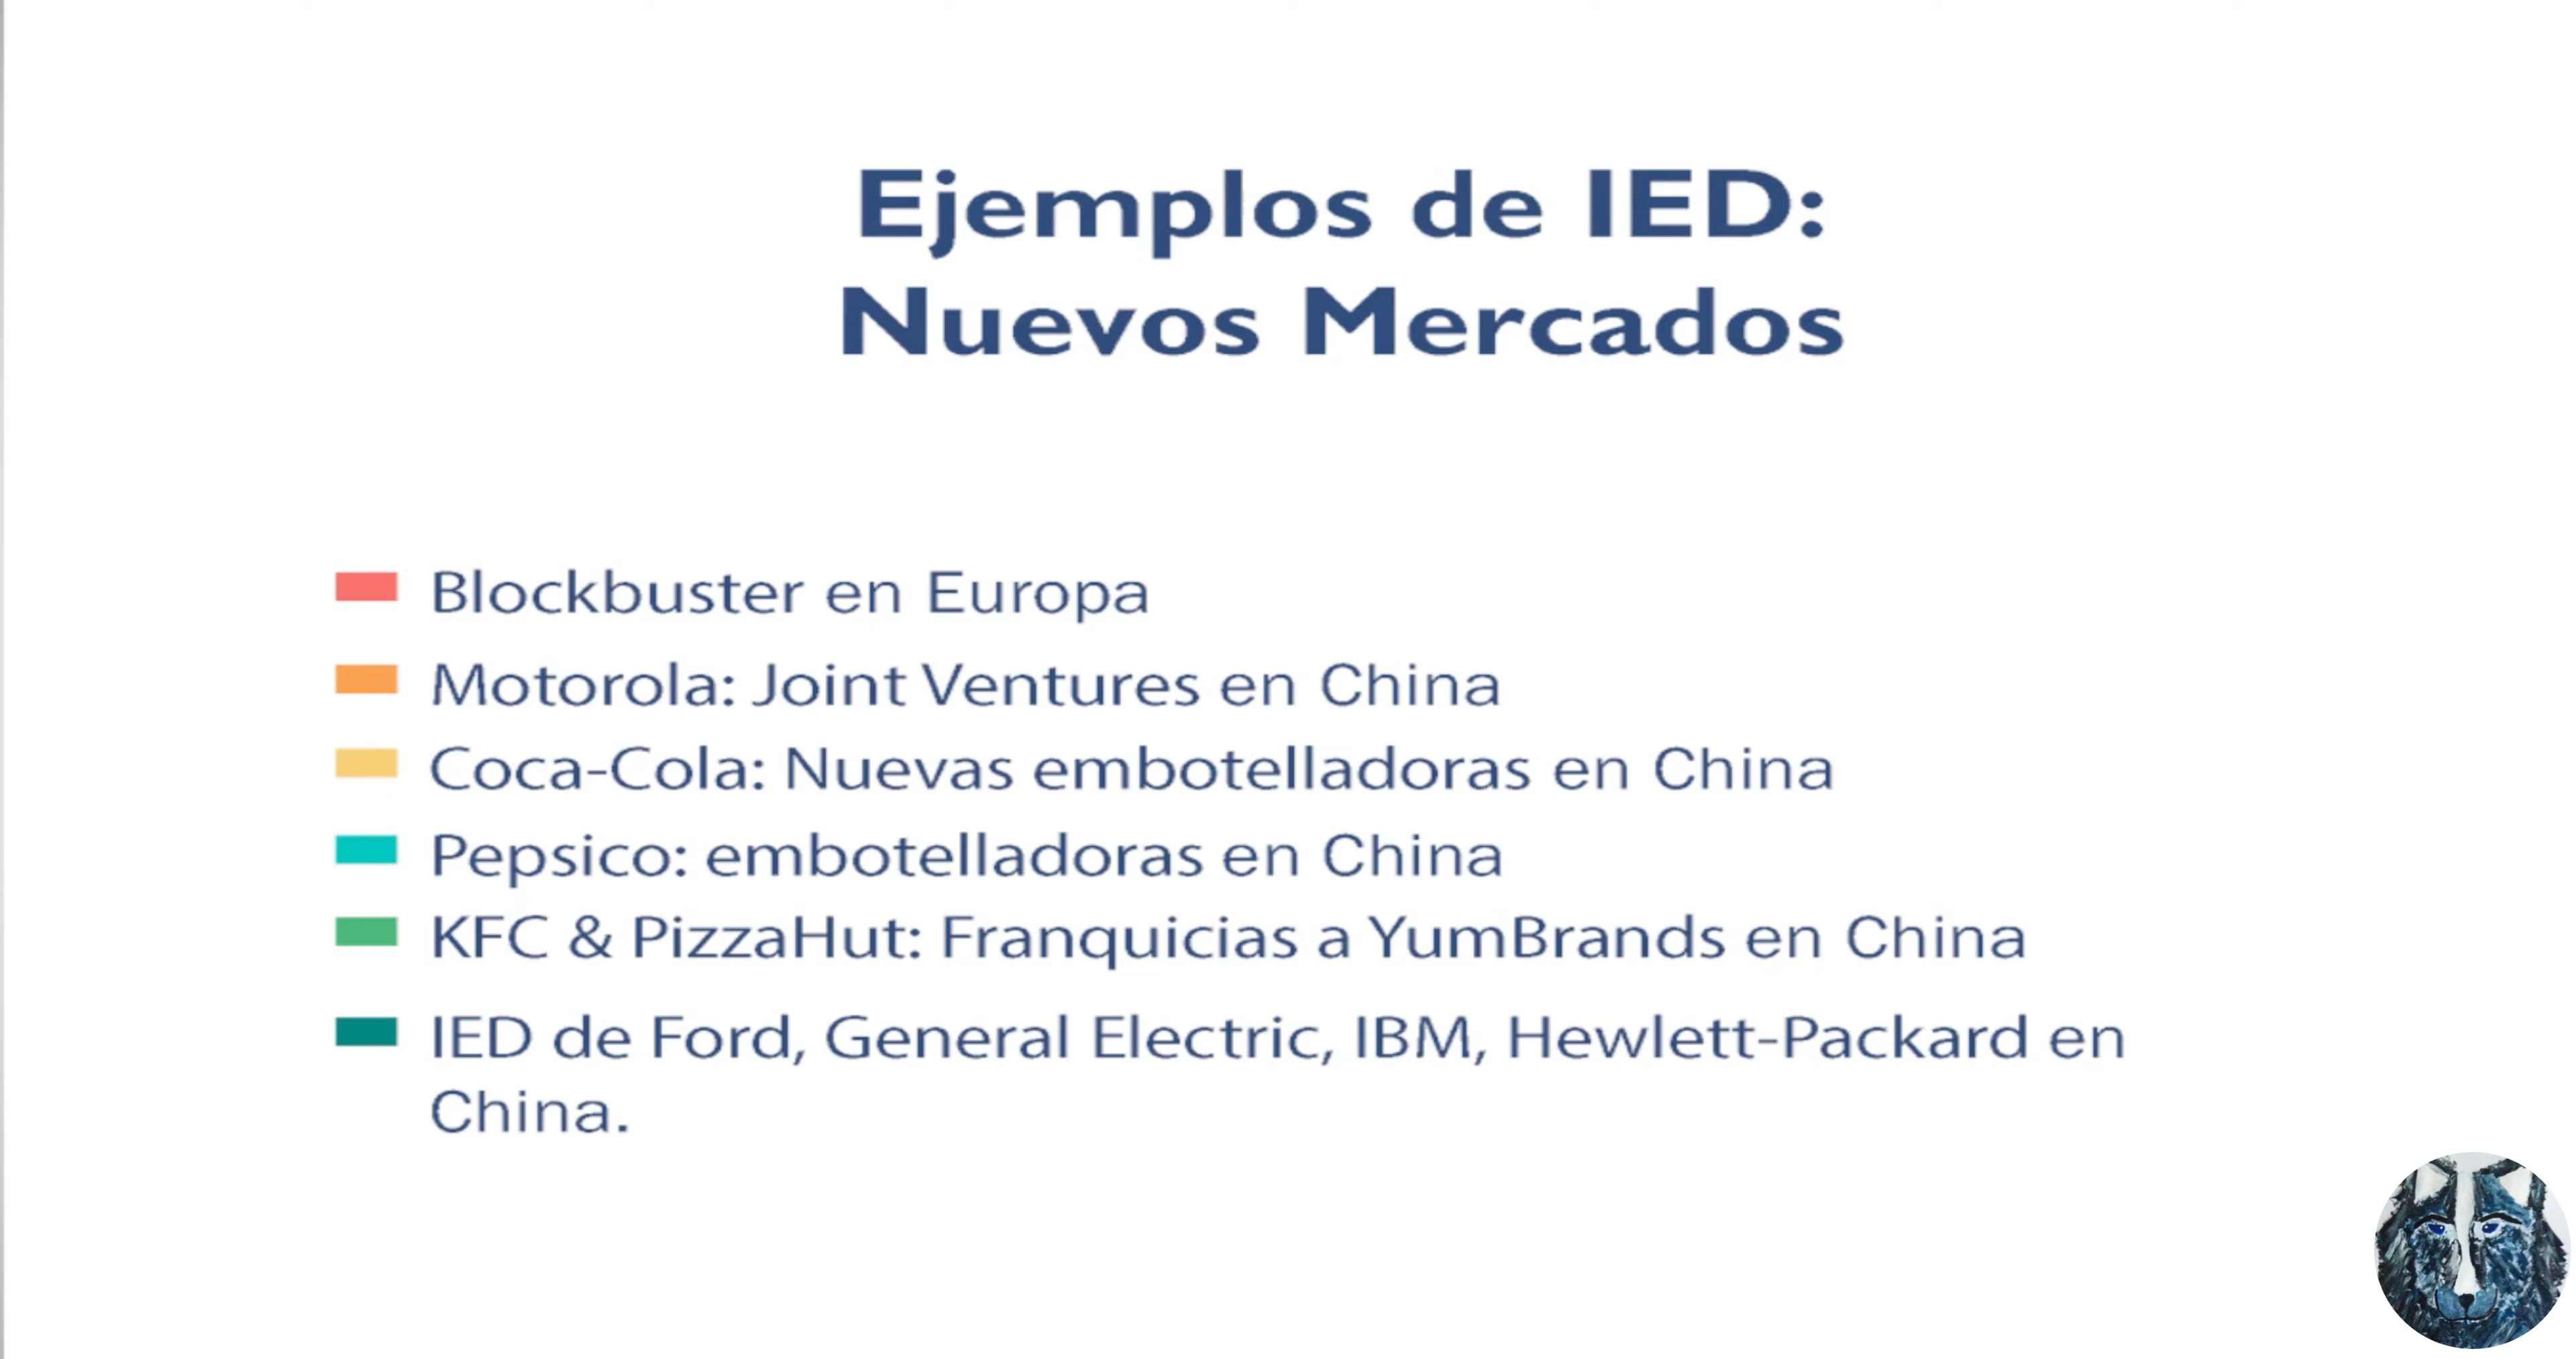 Ejemplos de IED:
Nuevos Mercados
Blockbuster en Europa
Motorola: Joint Ventures en China
Coca-Cola: Nuevas embotelladoras en China
Pepsico: embotelladoras en China
KFC & PizzaHut: Franquicias a YumBrands en China
IED de Ford, General Electric, IBM, Hewlett-Packard en
China.